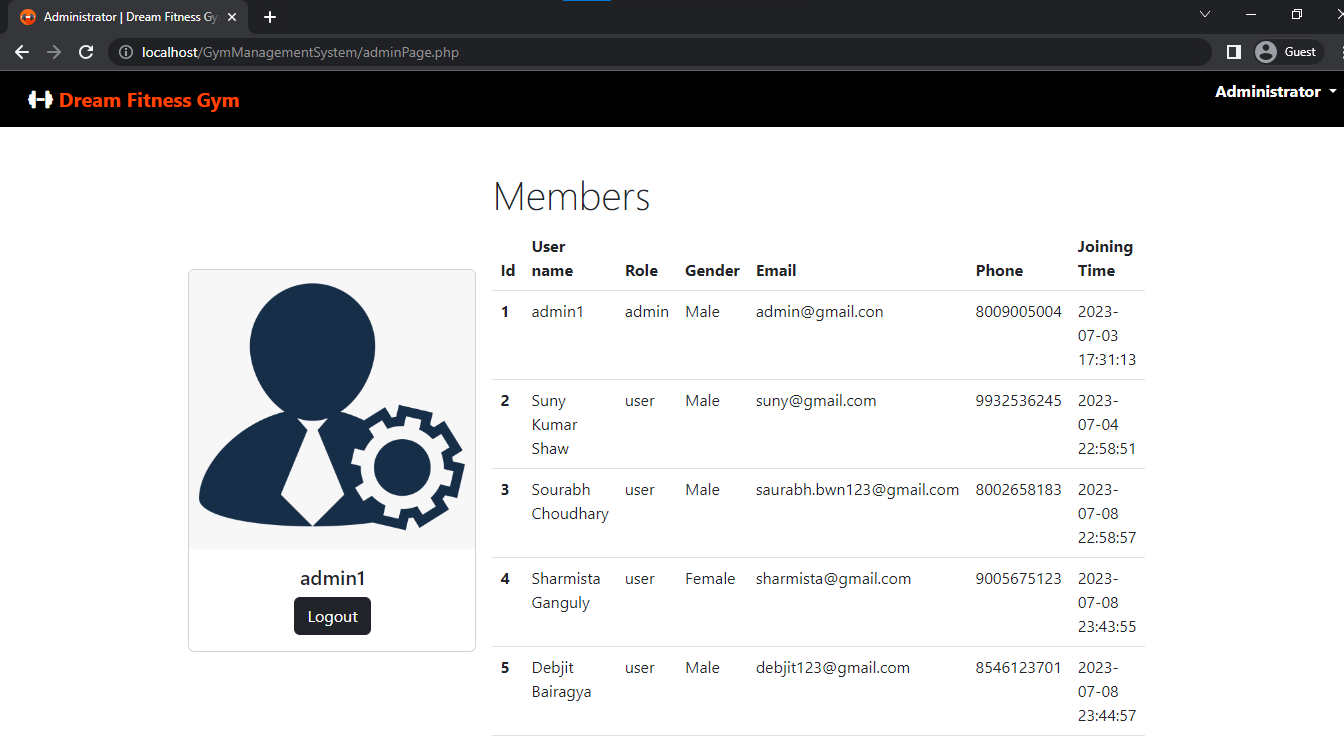 Administrator | Dream Fitness Gy
localhost/GymManagementSystem/adminPage.php
Guest
Dream Fitness Gym
Administrator
Members
Id User name Role Gender Email Phone Joining Time
1 admin1 admin Male admin@gmail.con 8009005004 2023-07-03 17:31:13
2 Suny Kumar Shaw user Male suny@gmail.com 9932536245 2023-07-04 22:58:51
3 Sourabh Choudhary user Male saurabh.bwn123@gmail.com 8002658183 2023-07-08 22:58:57
4 Sharmista Ganguly user Female sharmista@gmail.com 9005675123 2023-07-08 23:43:55
5 Debjit Bairagya user Male debjit123@gmail.com 8546123701 2023-07-08 23:44:57
admin1
Logout